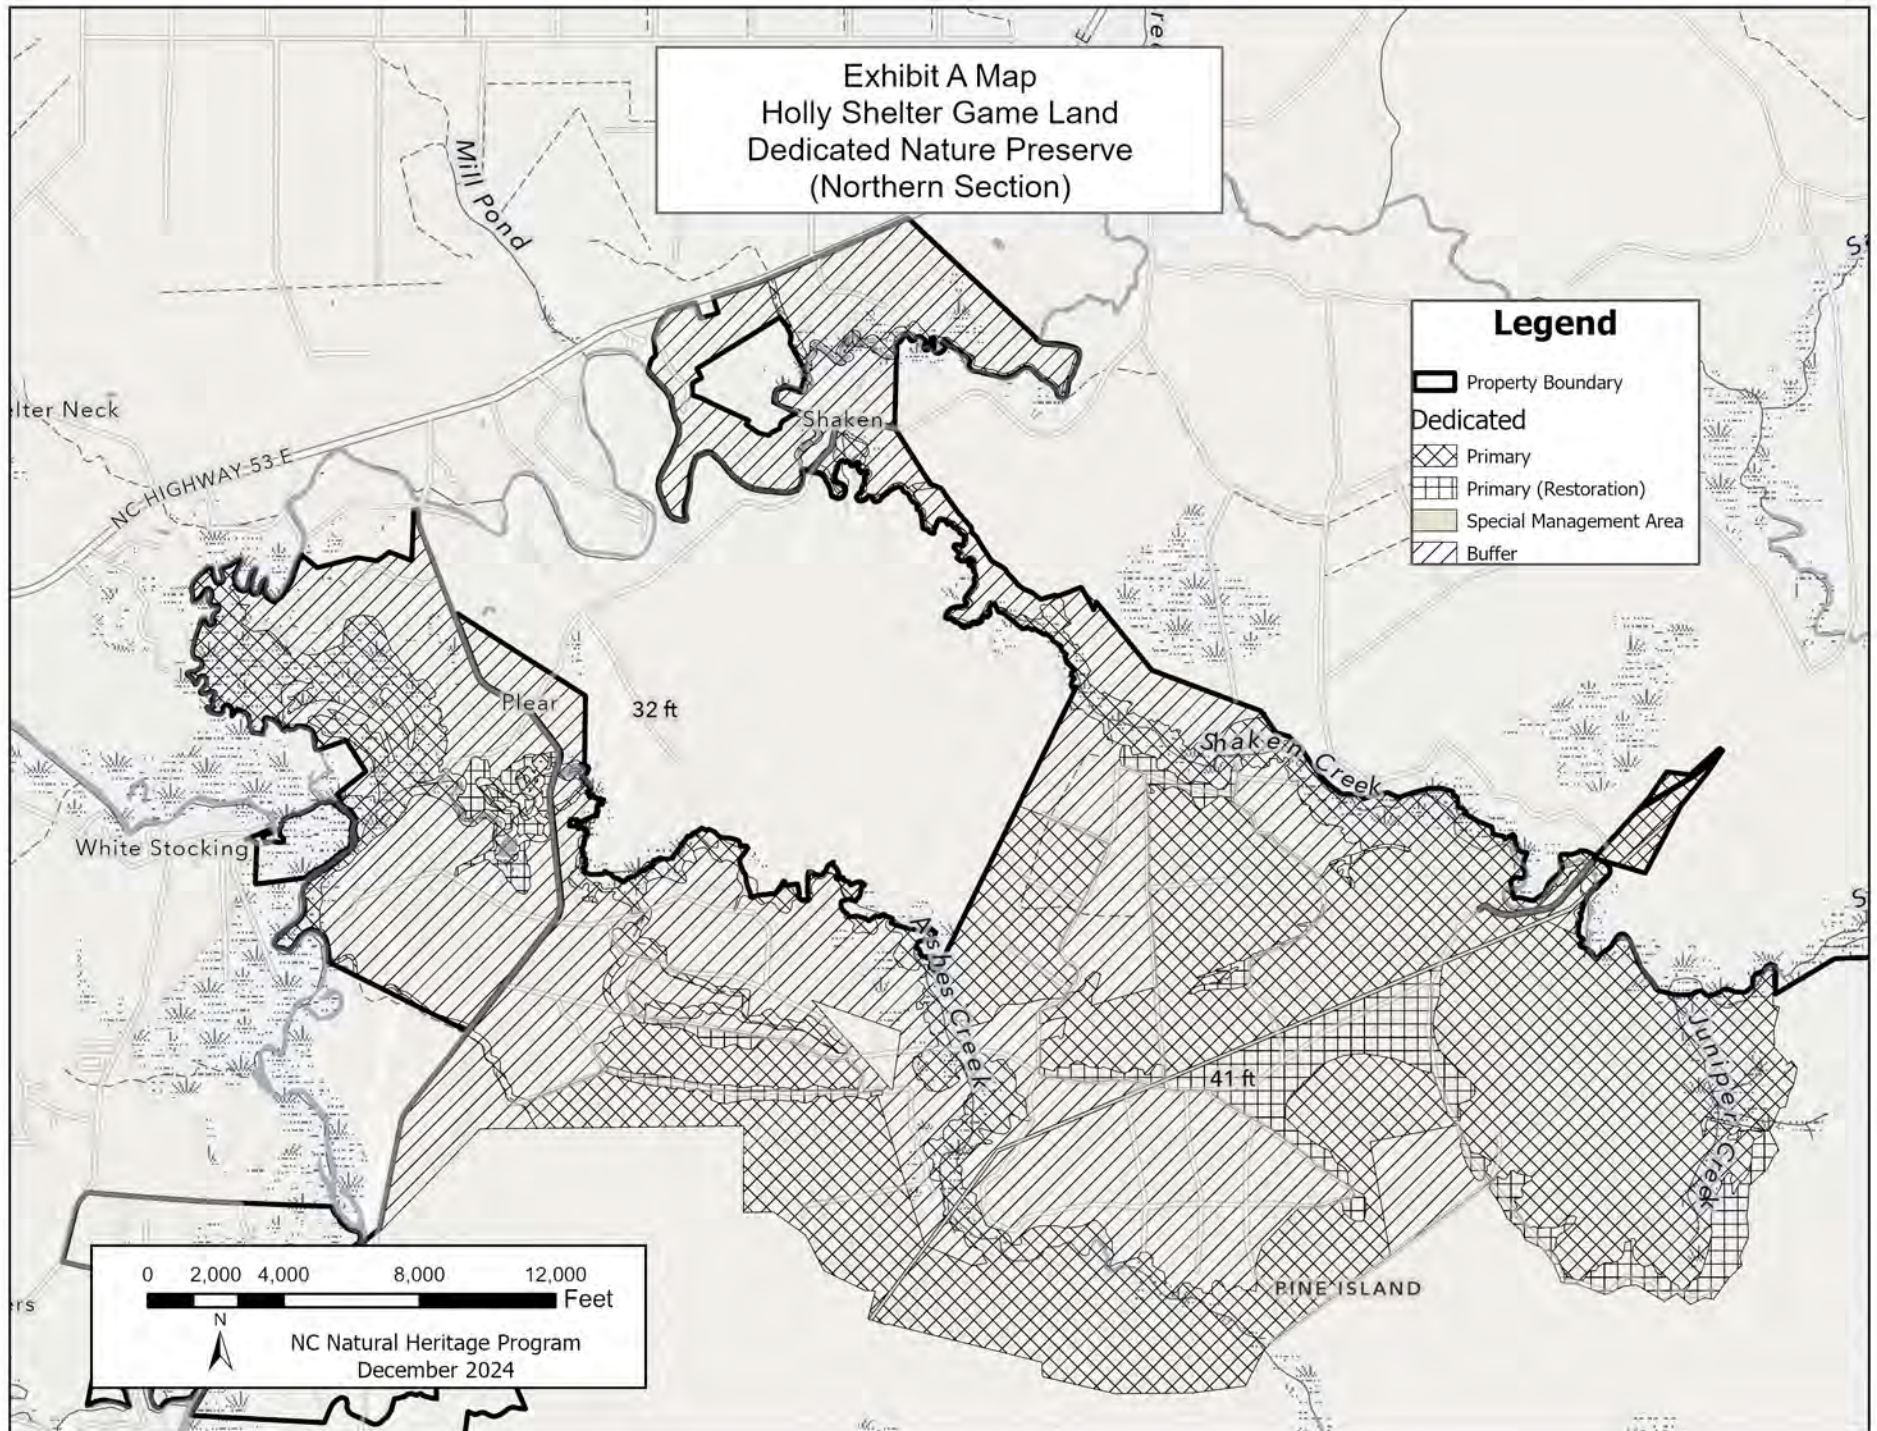 Exhibit A Map
Holly Shelter Game Land
Dedicated Nature Preserve
(Northern Section)
Mill Pond
Legend
Property Boundary
Dedicated
Primary
Primary (Restoration)
Special Management Area
Buffer
lter Neck
Shaken
NC HIGHWAY 53 E
Plear
32 ft
Shaken Creek
White Stocking
Ashes Creek
Juniper Creek
41 ft
PINE ISLAND
ers
0 2,000 4,000 8,000 12,000
Feet
N
NC Natural Heritage Program
December 2024